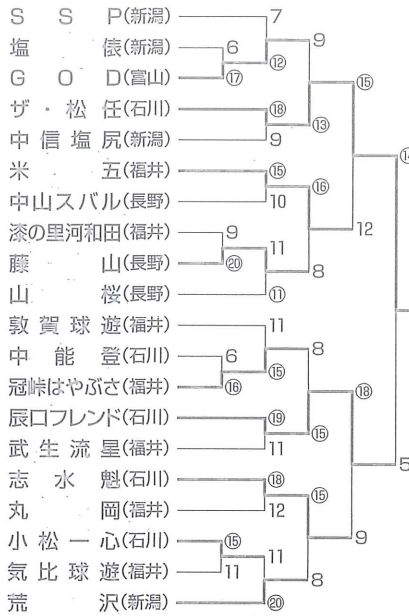 SSP(新潟) 7
9
塩俵(新潟) 6
⑫
GOD(富山) ⑰
⑮
ザ・松任(石川) ⑱
⑬
中信塩尻(新潟) 9
⑭
米五(福井) ⑮
⑯
中山スバル(長野) 10
漆の里河和田(福井) 9 12
11
藤山(長野) ⑳
8
山桜(長野) ⑪
敦賀球遊(福井) 11
8
中能登(石川) 6
⑮
冠峠はやぶさ(福井) ⑯
⑱
辰口フレンド(石川) ⑲
⑮
武生流星(福井) 11
5
志水魁(石川) ⑱
⑮
丸岡(福井) 12
9
小松一心(石川) ⑮
11
気比球遊(福井) 11
8
荒沢(新潟) ⑳